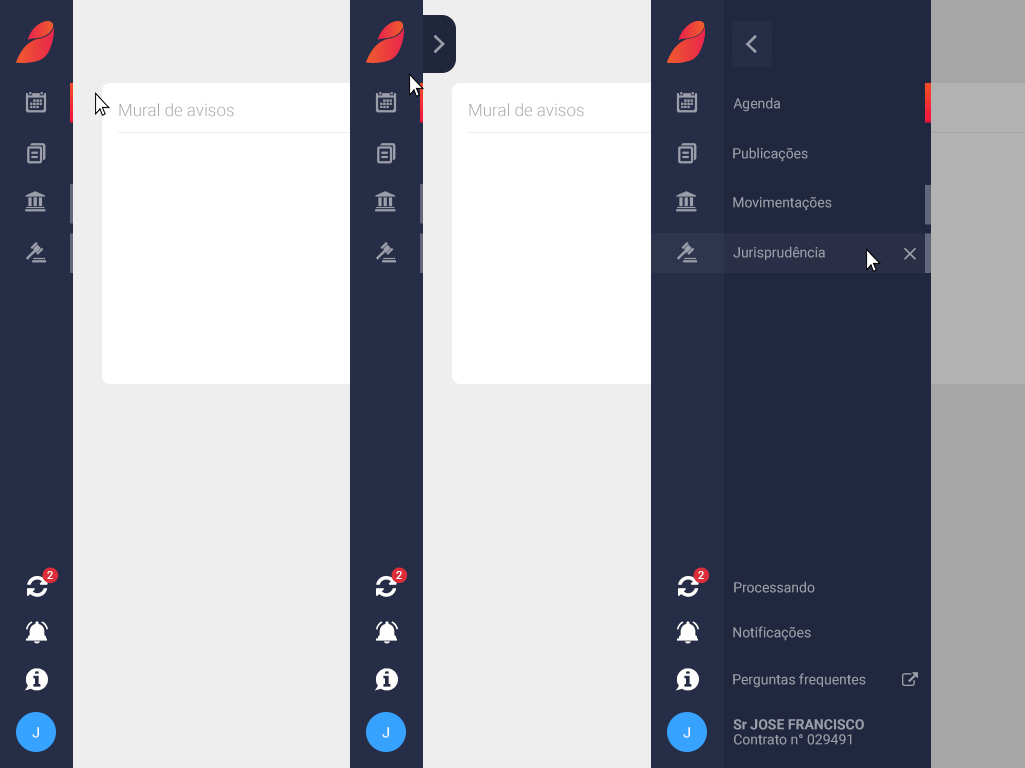 Mural de avisos
2
J
Mural de avisos
2
J
Agenda
Publicações
Movimentações
Jurisprudência
2
Processando
Notificações
Perguntas frequentes
J
Sr JOSE FRANCISCO
Contrato n° 029491